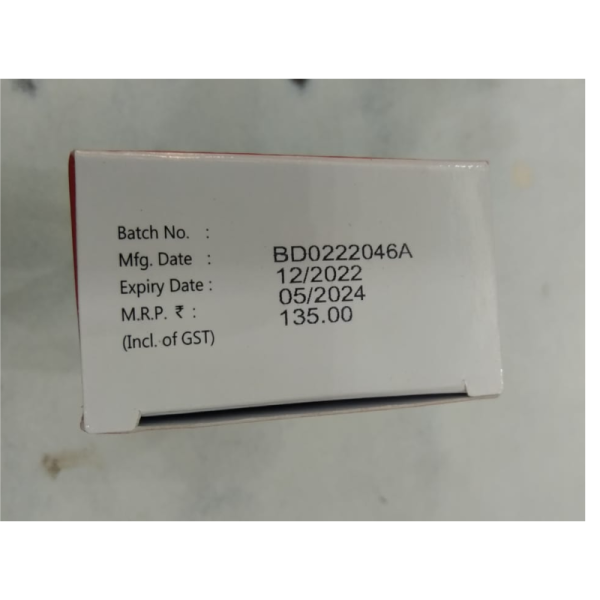 Batch No. : BD0222046A
Mfg. Date : 12/2022
Expiry Date : 05/2024
M.R.P. ₹ : 135.00
(Incl. of GST)